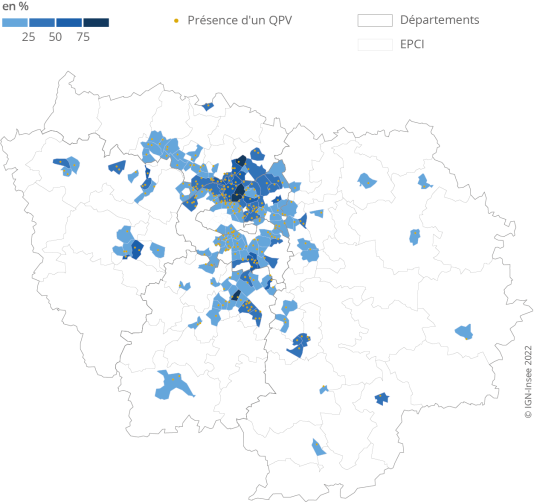 en %
25 50 75
Présence d'un QPV
Départements
EPCI
© IGN-Insee 2022